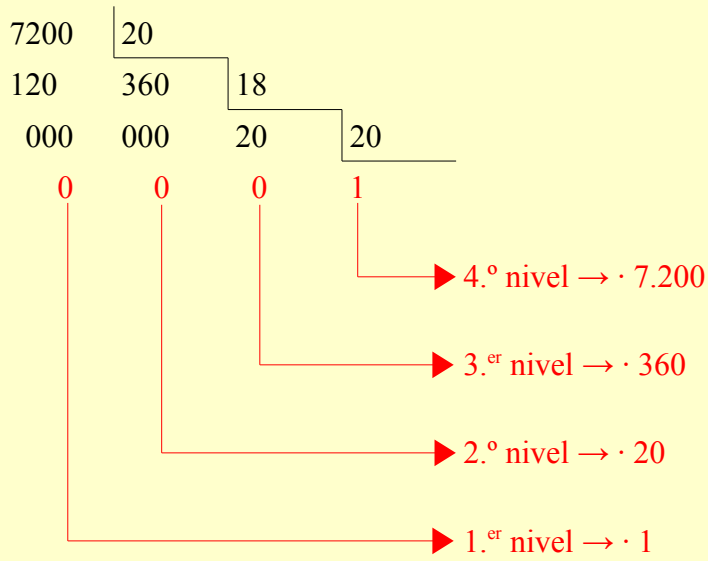 7200 20
120 360 18
000 000 20 20
0 0 0 1
4.º nivel → · 7.200
3.er nivel → · 360
2.º nivel → · 20
1.er nivel → · 1